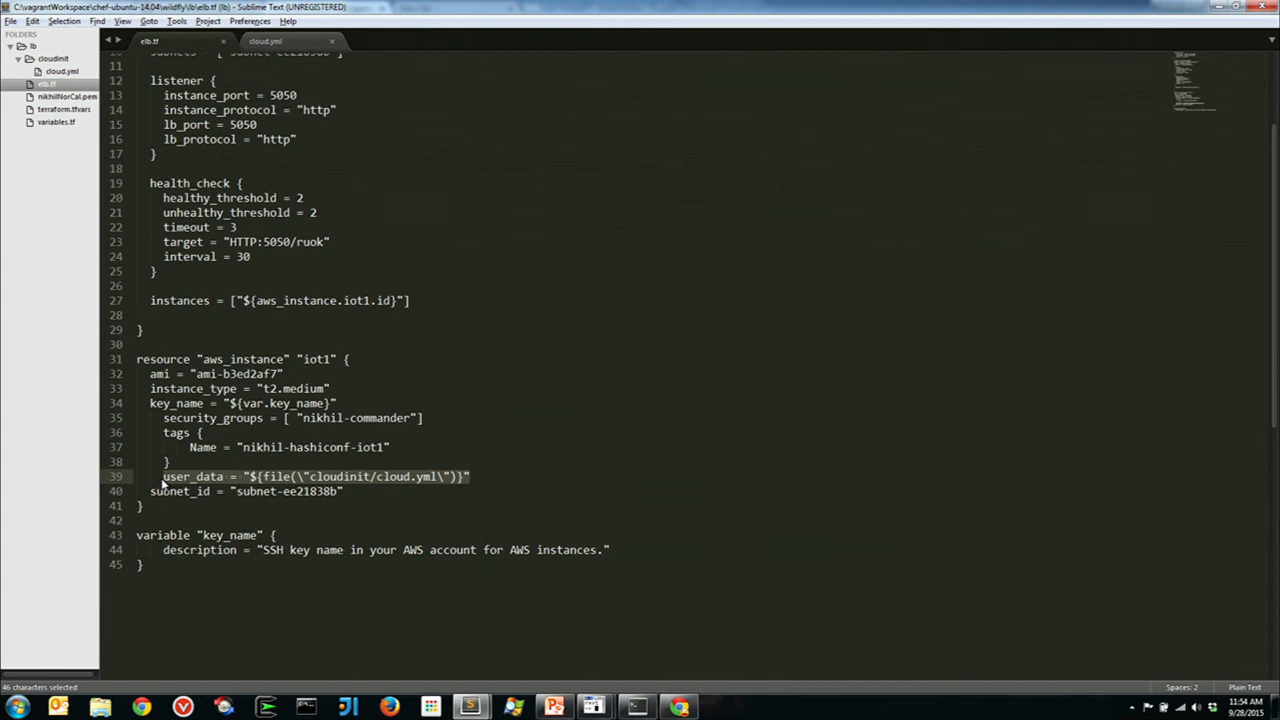 C:\vagrantWorkspace\chef-ubuntu-14.04\wildfly\lb\elb.tf (lb) - Sublime Text (UNREGISTERED)
File Edit Selection Find View Goto Tools Project Preferences Help
FOLDERS
lb
cloudinit
cloud.yml
elb.tf
nikhilNorCal.pem
terraform.tfvars
variables.tf
elb.tf × cloud.yml ×
11
12 listener {
13 instance_port = 5050
14 instance_protocol = "http"
15 lb_port = 5050
16 lb_protocol = "http"
17 }
18
19 health_check {
20 healthy_threshold = 2
21 unhealthy_threshold = 2
22 timeout = 3
23 target = "HTTP:5050/ruok"
24 interval = 30
25 }
26
27 instances = ["${aws_instance.iot1.id}"]
28
29 }
30
31 resource "aws_instance" "iot1" {
32 ami = "ami-b3ed2af7"
33 instance_type = "t2.medium"
34 key_name = "${var.key_name}"
35 security_groups = [ "nikhil-commander"]
36 tags {
37 Name = "nikhil-hashiconf-iot1"
38 }
39 user_data = "${file(\"cloudinit/cloud.yml\")}"
40 subnet_id = "subnet-ee21838b"
41 }
42
43 variable "key_name" {
44 description = "SSH key name in your AWS account for AWS instances."
45 }
46 characters selected
Spaces: 2 Plain Text
11:54 AM
9/28/2015